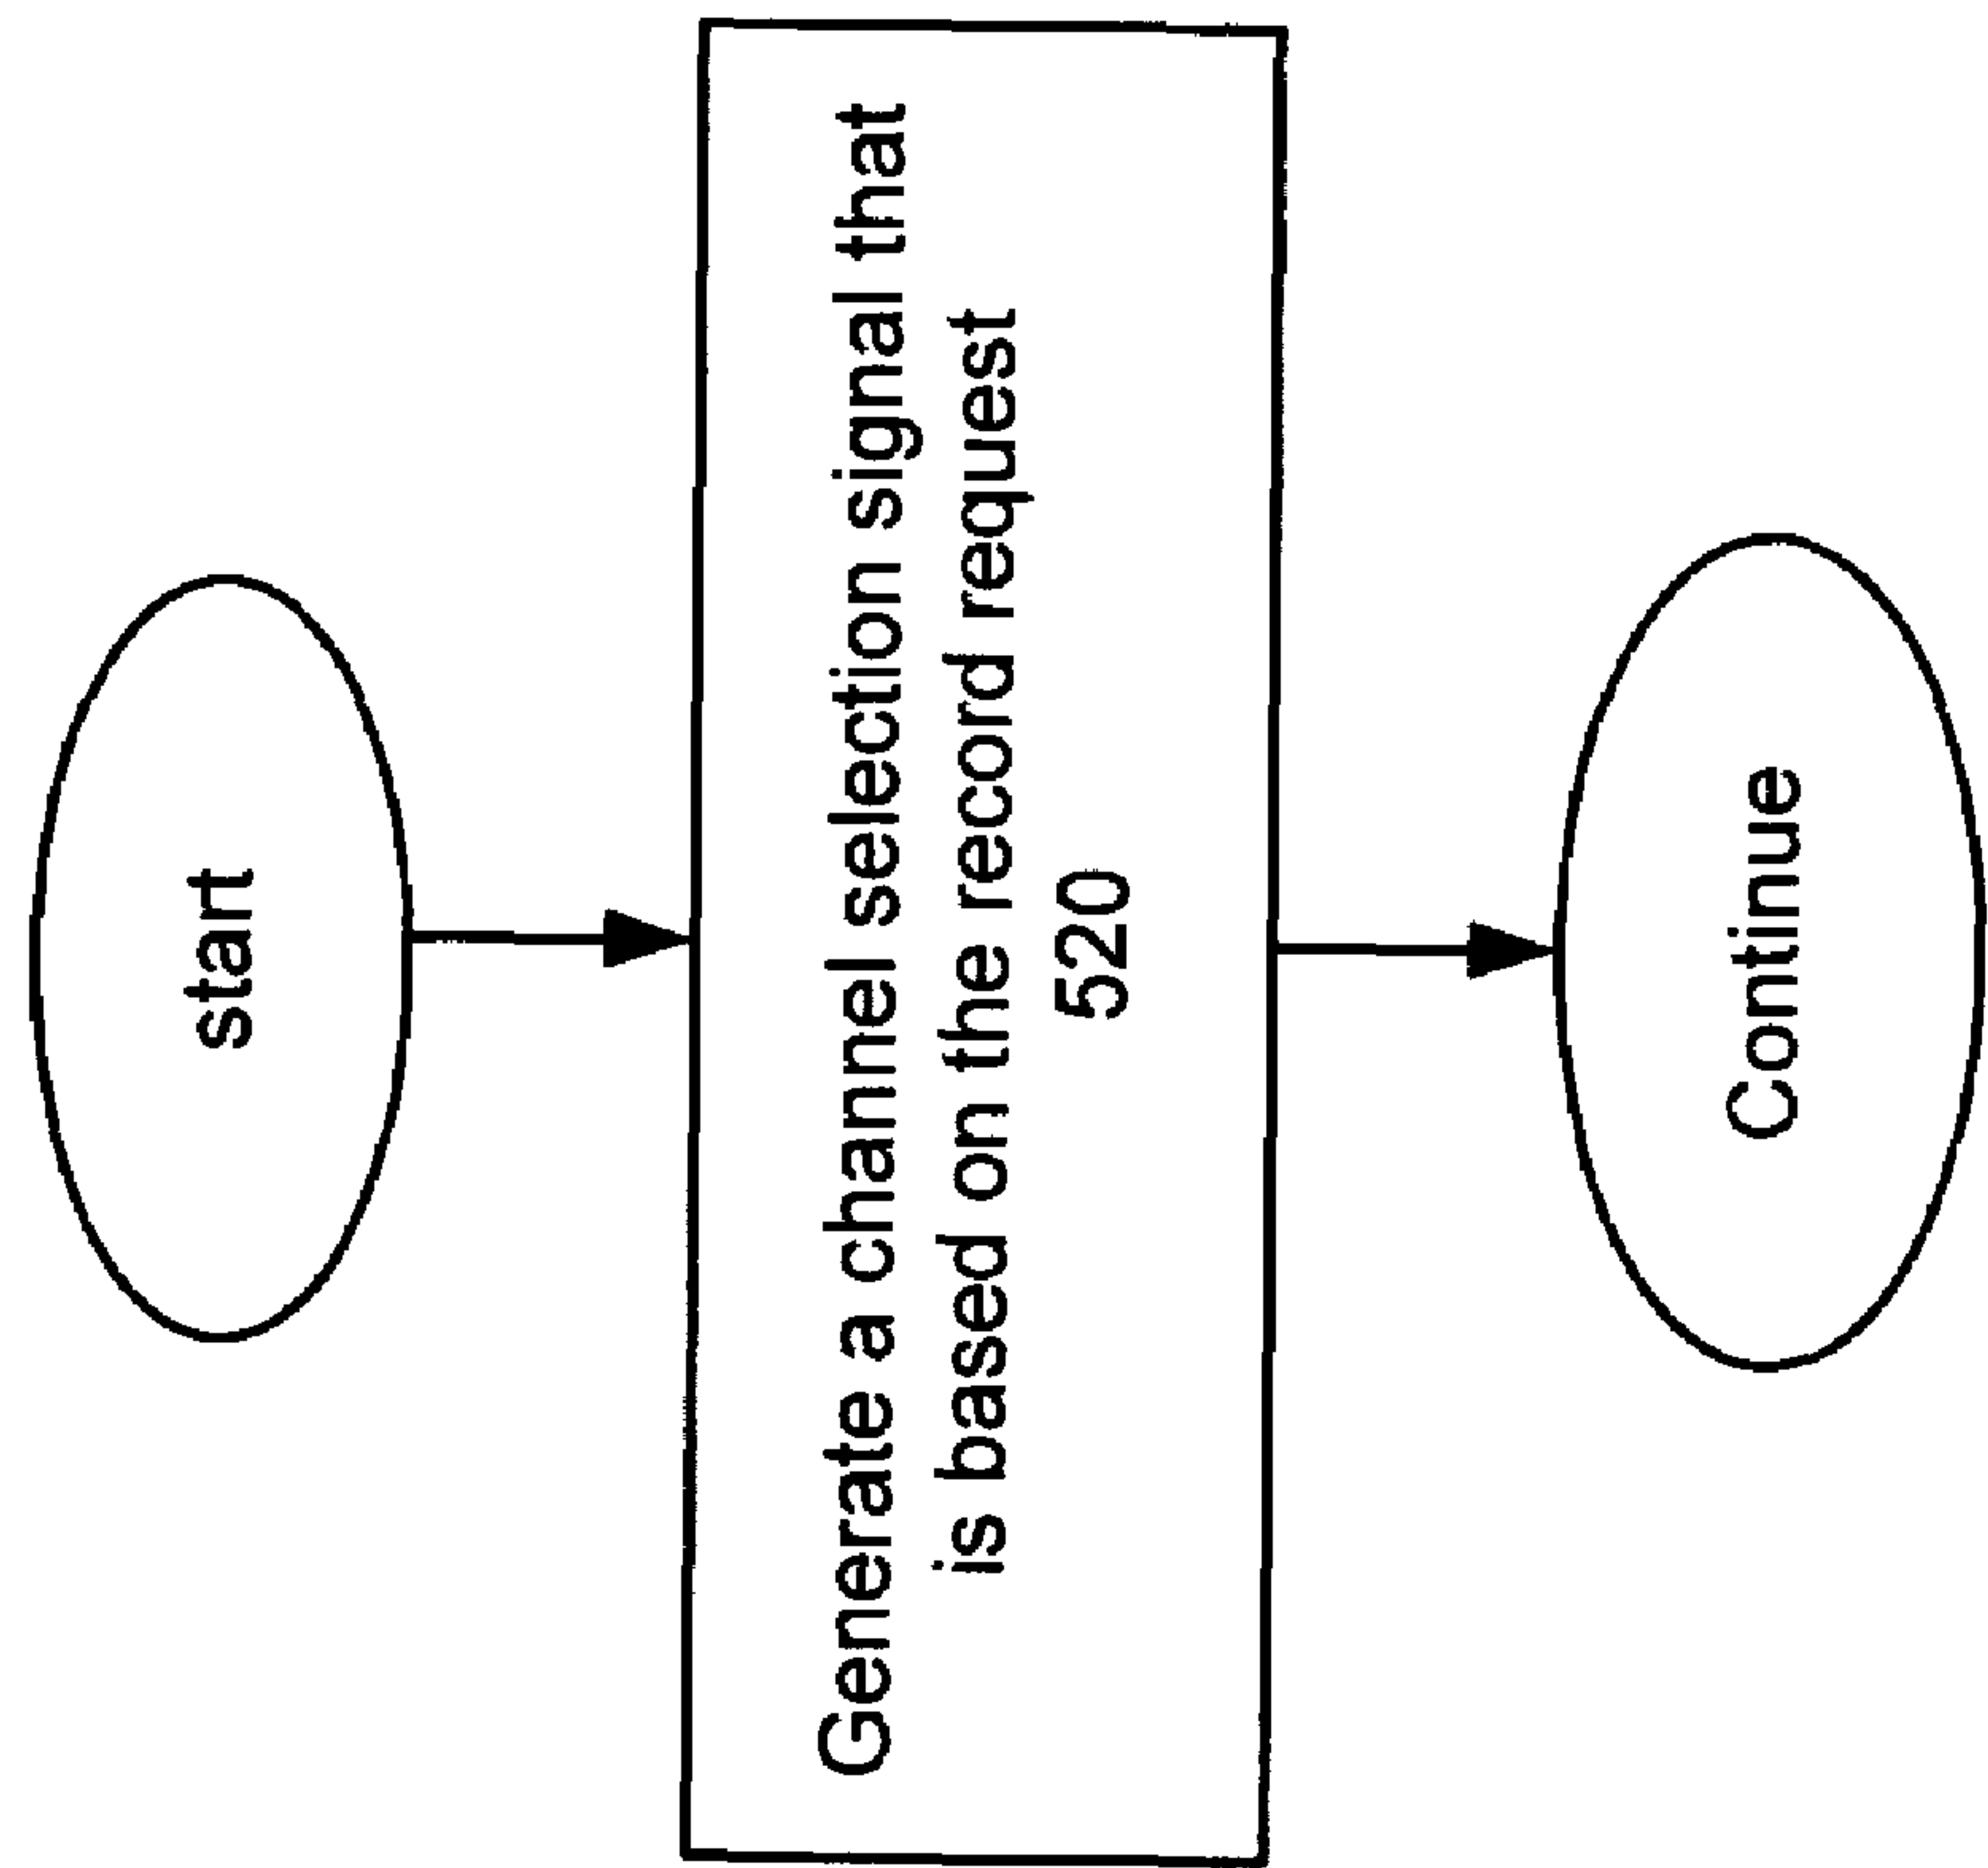 start
Generate a channel selection signal that
is based on the record request
520
Continue